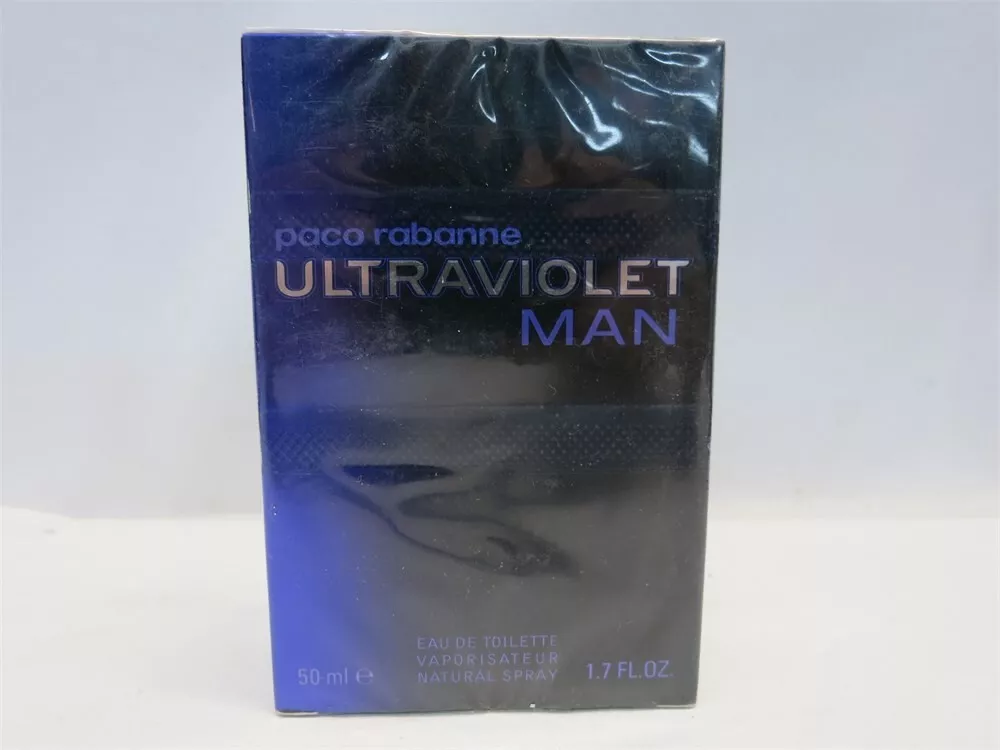 paco rabanne
ULTRAVIOLET
MAN
EAU DE TOILETTE
VAPORISATEUR
50 ml ℮ NATURAL SPRAY 1.7 FL.OZ.